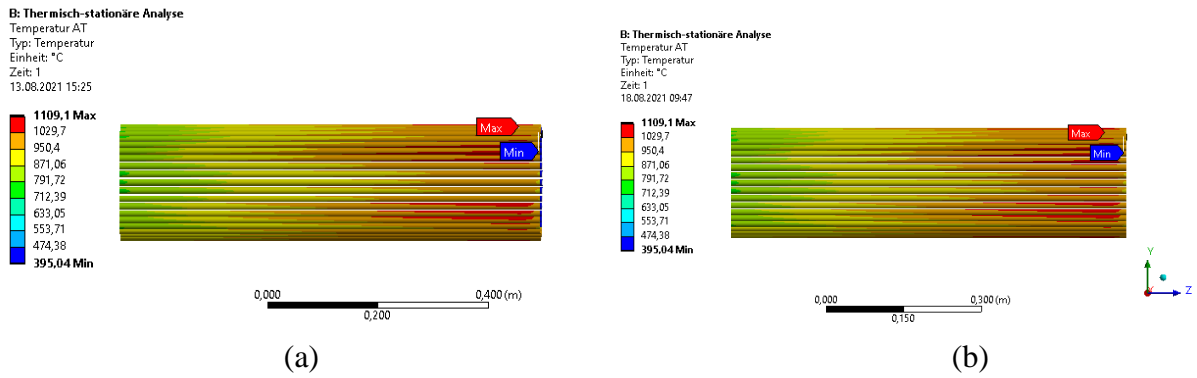 B: Thermisch-stationäre Analyse
Temperatur AT
Typ: Temperatur
Einheit: °C
Zeit: 1
13.08.2021 15:25
1109,1 Max
1029,7
950,4
871,06
791,72
712,39
633,05
553,71
474,38
395,04 Min
Max
Min
0,000 0,400 (m)
0,200
(a)
B: Thermisch-stationäre Analyse
Temperatur AT
Typ: Temperatur
Einheit: °C
Zeit: 1
18.08.2021 09:47
1109,1 Max
1029,7
950,4
871,06
791,72
712,39
633,05
553,71
474,38
395,04 Min
Max
Min
0,000 0,300 (m)
0,150
Y
Z
(b)